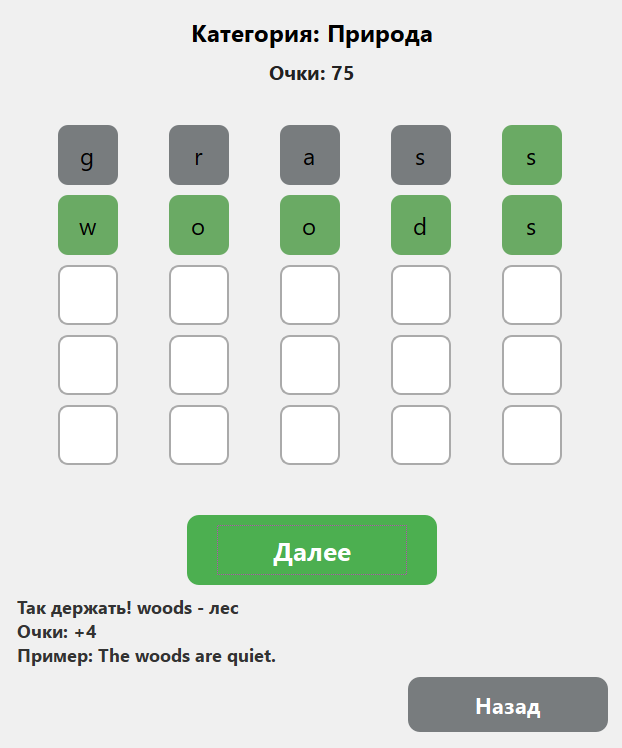 Категория: Природа
Очки: 75
g r a s s
w o o d s
Далее
Так держать! woods - лес
Очки: +4
Пример: The woods are quiet.
Назад